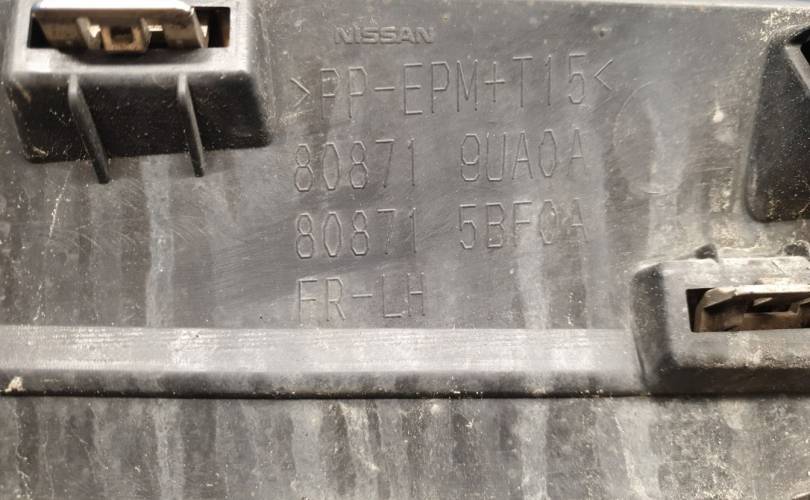 NISSAN
>PP-EPM+T15<
80871 9UA0A
80871 5BF0A
FR-LH